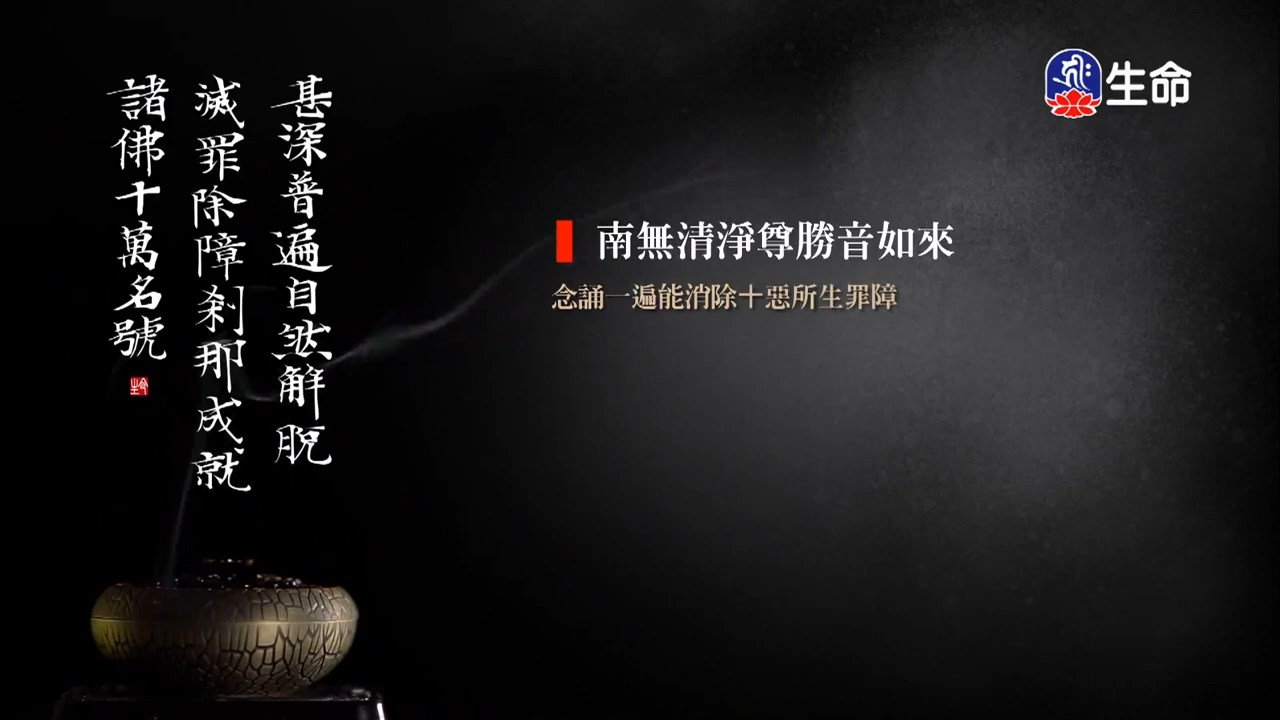 甚深普遍自然解脫
滅罪除障剎那成就
諸佛十萬名號
生命
南無清淨尊勝音如來
念誦一遍能消除十惡所生罪障
生命